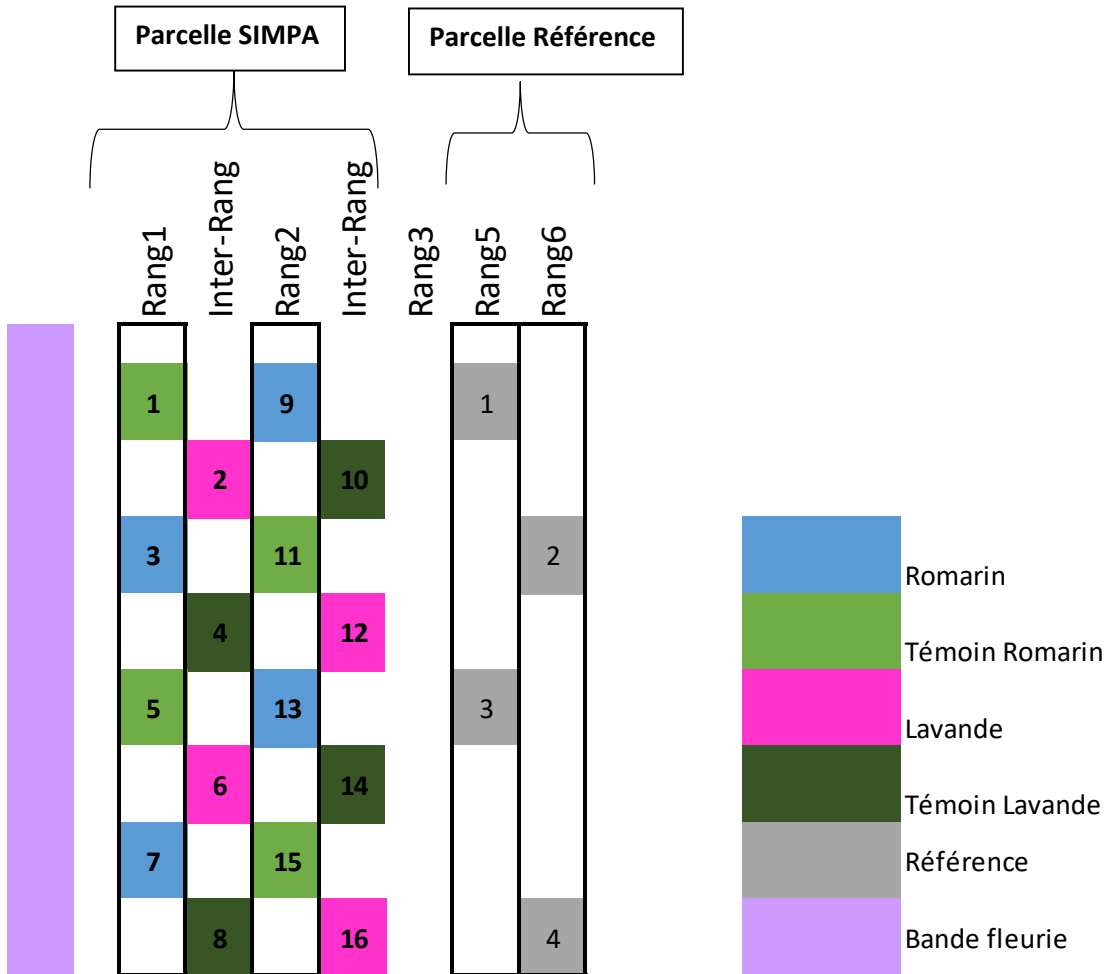 Parcelle SIMPA
Parcelle Référence
Rang1
Inter-Rang
Rang2
Inter-Rang
Rang3
Rang5
Rang6
1 9 1
2 10
3 11 2
4 12
5 13 3
6 14
7 15
8 16 4
Romarin
Témoin Romarin
Lavande
Témoin Lavande
Référence
Bande fleurie